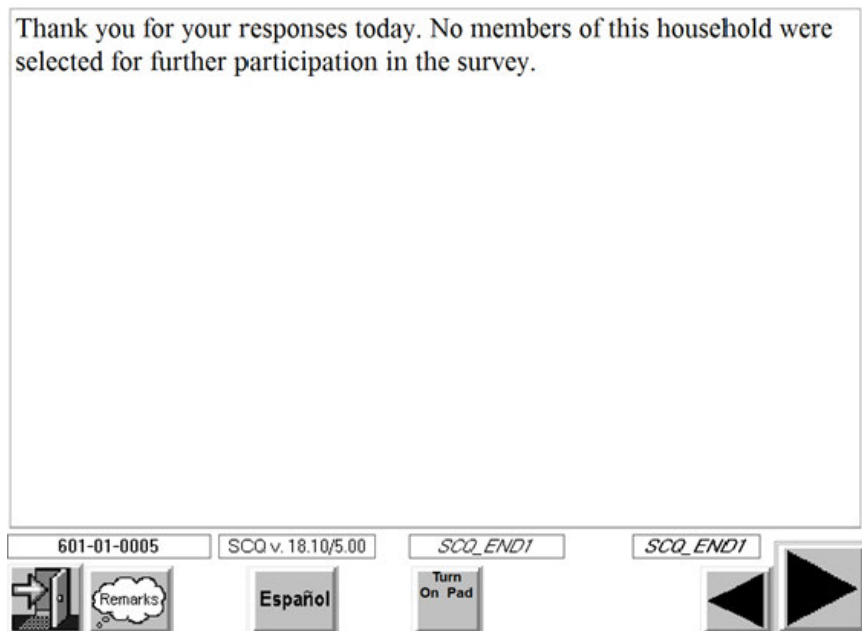 Thank you for your responses today. No members of this household were
selected for further participation in the survey.
601-01-0005 SCQ v. 18.10/5.00 SCQ_END1 SCQ_END1
Remarks Español Turn
On Pad